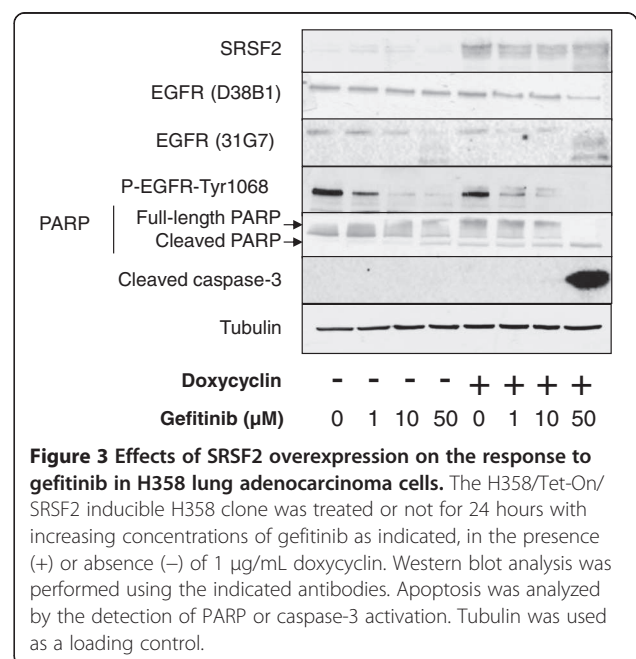 SRSF2
EGFR (D38B1)
EGFR (31G7)
P-EGFR-Tyr1068
PARP
Full-length PARP
Cleaved PARP
Cleaved caspase-3
Tubulin
Doxycyclin - - - - + + + +
Gefitinib (µM) 0 1 10 50 0 1 10 50
Figure 3 Effects of SRSF2 overexpression on the response to
gefitinib in H358 lung adenocarcinoma cells. The H358/Tet-On/
SRSF2 inducible H358 clone was treated or not for 24 hours with
increasing concentrations of gefitinib as indicated, in the presence
(+) or absence (−) of 1 μg/mL doxycyclin. Western blot analysis was
performed using the indicated antibodies. Apoptosis was analyzed
by the detection of PARP or caspase-3 activation. Tubulin was used
as a loading control.